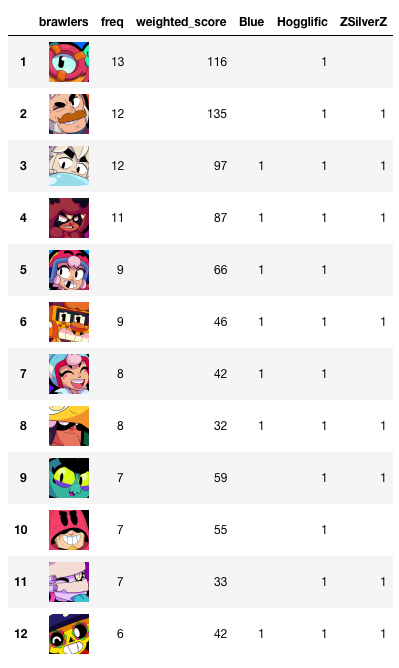 brawlers freq weighted_score Blue Hogglific ZSilverZ
1 13 116 1
2 12 135 1 1
3 12 97 1 1 1
4 11 87 1 1 1
5 9 66 1 1
6 9 46 1 1 1
7 8 42 1 1
8 8 32 1 1 1
9 7 59 1 1
10 7 55 1
11 7 33 1 1
12 6 42 1 1 1